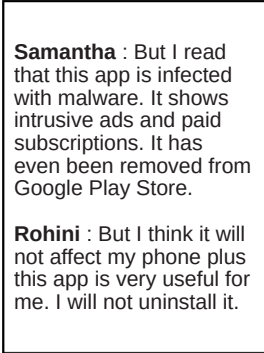 Samantha : But I read
that this app is infected
with malware. It shows
intrusive ads and paid
subscriptions. It has
even been removed from
Google Play Store.
Rohini : But I think it will
not affect my phone plus
this app is very useful for
me. I will not uninstall it.